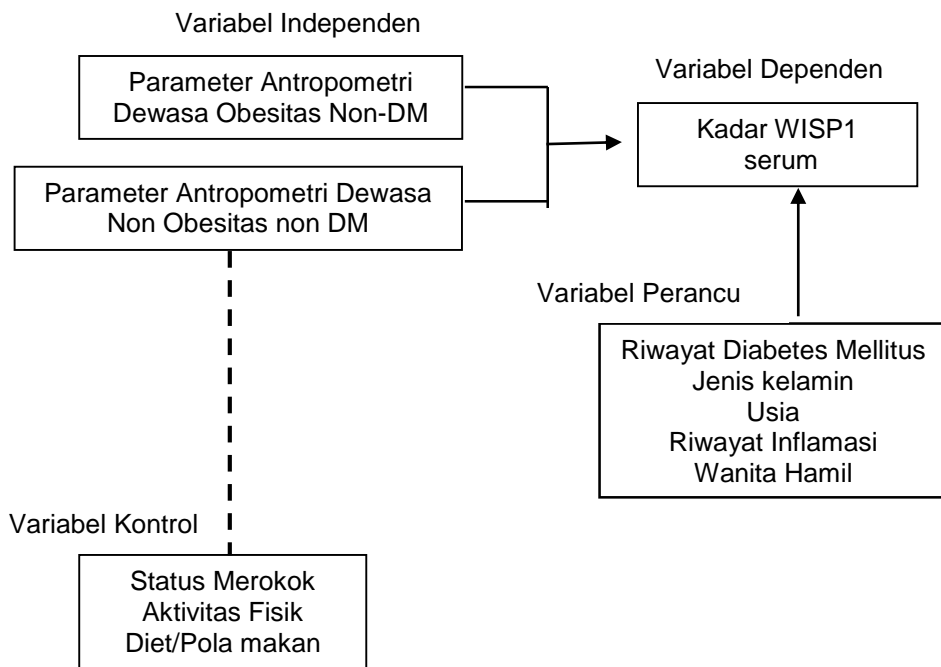 Variabel Independen
Parameter Antropometri
Dewasa Obesitas Non-DM
Parameter Antropometri Dewasa
Non Obesitas non DM
Variabel Dependen
Kadar WISP1
serum
Variabel Perancu
Riwayat Diabetes Mellitus
Jenis kelamin
Usia
Riwayat Inflamasi
Wanita Hamil
Variabel Kontrol
Status Merokok
Aktivitas Fisik
Diet/Pola makan